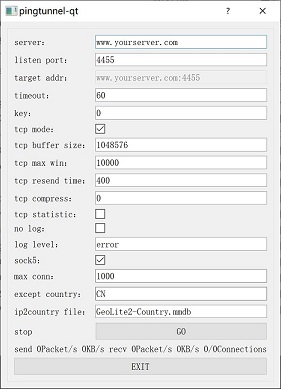 pingtunnel-qt
server: www.yourserver.com
listen port: 4455
target addr: www.yourserver.com:4455
timeout: 60
key: 0
tcp mode:
tcp buffer size: 1048576
tcp max win: 10000
tcp resend time: 400
tcp compress: 0
tcp statistic:
no log:
log level: error
sock5:
max conn: 1000
except country: CN
ip2country file: GeoLite2-Country.mmdb
stop GO
send 0Packet/s 0KB/s recv 0Packet/s 0KB/s 0/0Connections
EXIT